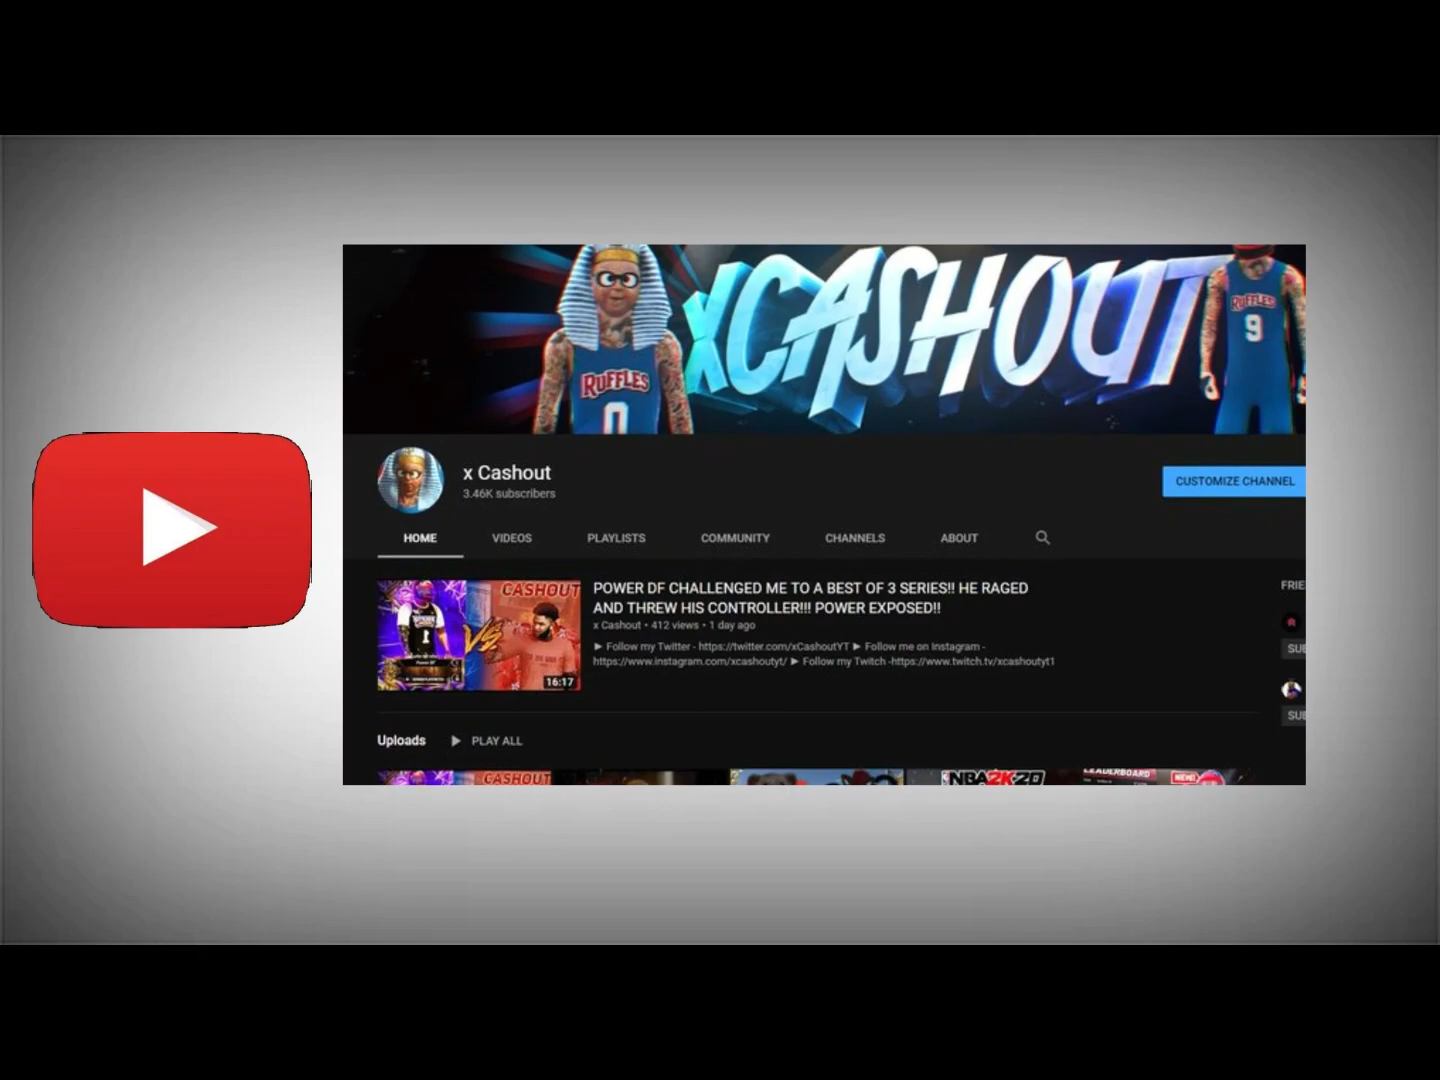 XCASHOUT
RUFFLES
0
RUFFLES
9
x Cashout
3.46K subscribers
CUSTOMIZE CHANNEL
HOME VIDEOS PLAYLISTS COMMUNITY CHANNELS ABOUT
CASHOUT
VS
1
16:17
POWER DF CHALLENGED ME TO A BEST OF 3 SERIES!! HE RAGED
AND THREW HIS CONTROLLER!!! POWER EXPOSED!!
x Cashout • 412 views • 1 day ago
► Follow my Twitter - https://twitter.com/xCashoutYT ► Follow me on Instagram -
https://www.instagram.com/xcashoutyt/ ► Follow my Twitch -https://www.twitch.tv/xcashoutyt1
FRIE
SUB
SUB
Uploads ► PLAY ALL
CASHOUT
NBA 2K20
LEADERBOARD
NEW!